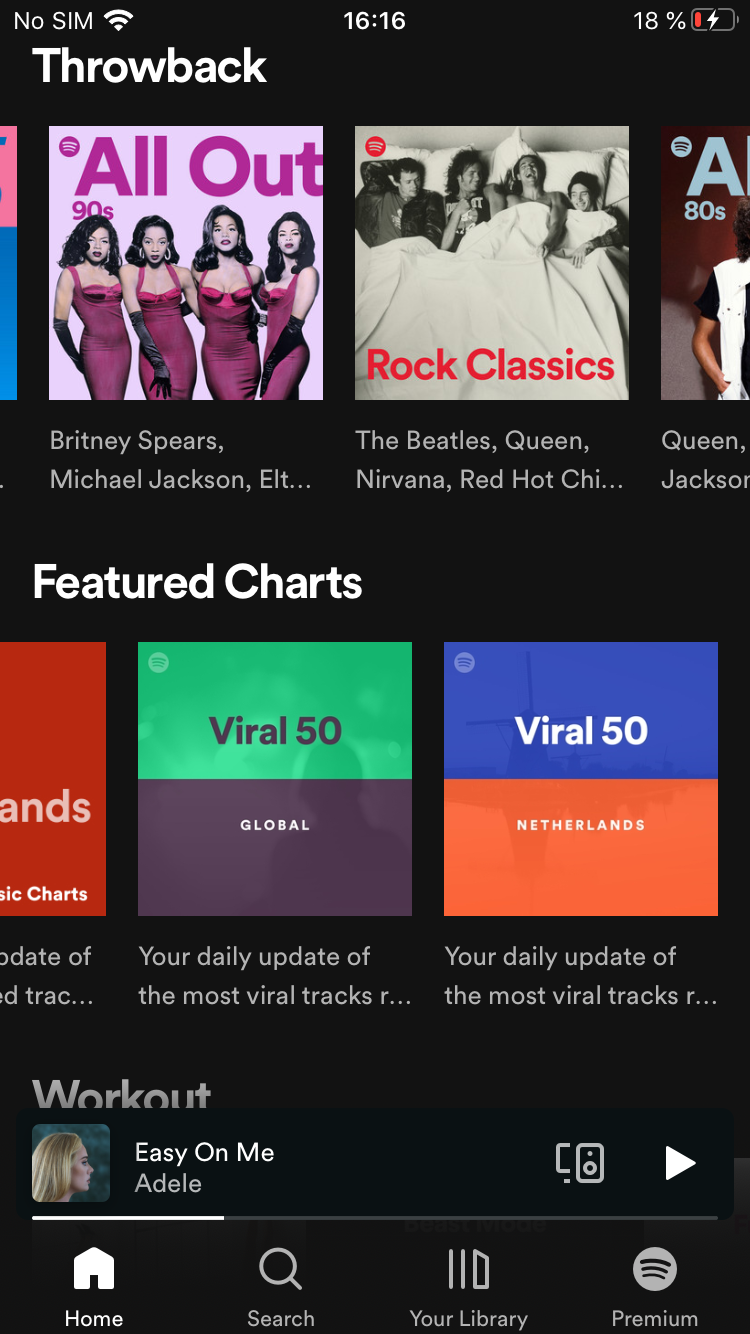 No SIM 16:16 18 %
Throwback
All Out
90s
Rock Classics
80s
Britney Spears,
Michael Jackson, Elt...
The Beatles, Queen,
Nirvana, Red Hot Chi...
Queen,
Featured Charts
Viral 50
GLOBAL
Viral 50
NETHERLANDS
ands
sic Charts
pdate of
ed trac...
Your daily update of
the most viral tracks r...
Your daily update of
the most viral tracks r...
Workout
Easy On Me
Adele
Beast Mode
Home
Search
Your Library
Premium